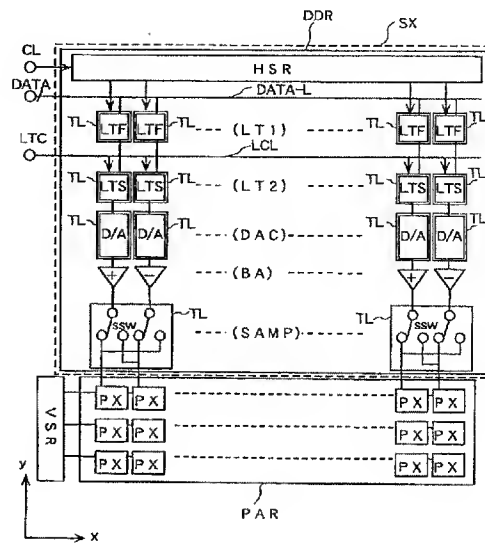 DDR SX
CL
HSR
DATA
DATA-L
TL LTF LTF TL (LT1) TL LTF LTF TL
LTC
LCL
TL LTS LTS TL (LT2) TL LTS LTS TL
TL D/A D/A TL (DAC) TL D/A D/A TL
+ − (BA) + −
TL TL
SSW (SAMP) SSW
VSR
PX PX PX PX
PX PX PX PX
PX PX PX PX
y
x
PAR